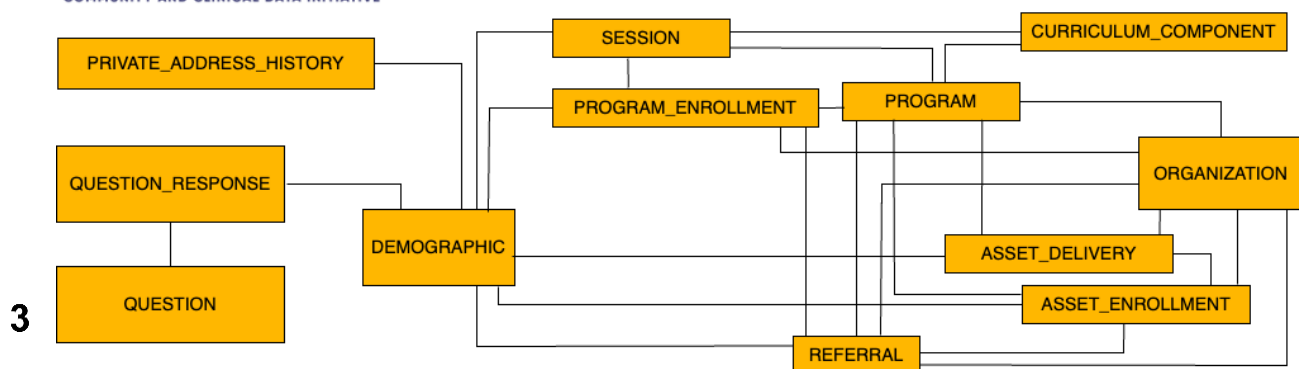 SESSION
CURRICULUM_COMPONENT
PRIVATE_ADDRESS_HISTORY
PROGRAM_ENROLLMENT
PROGRAM
QUESTION_RESPONSE
ORGANIZATION
DEMOGRAPHIC
ASSET_DELIVERY
QUESTION
ASSET_ENROLLMENT
3
REFERRAL